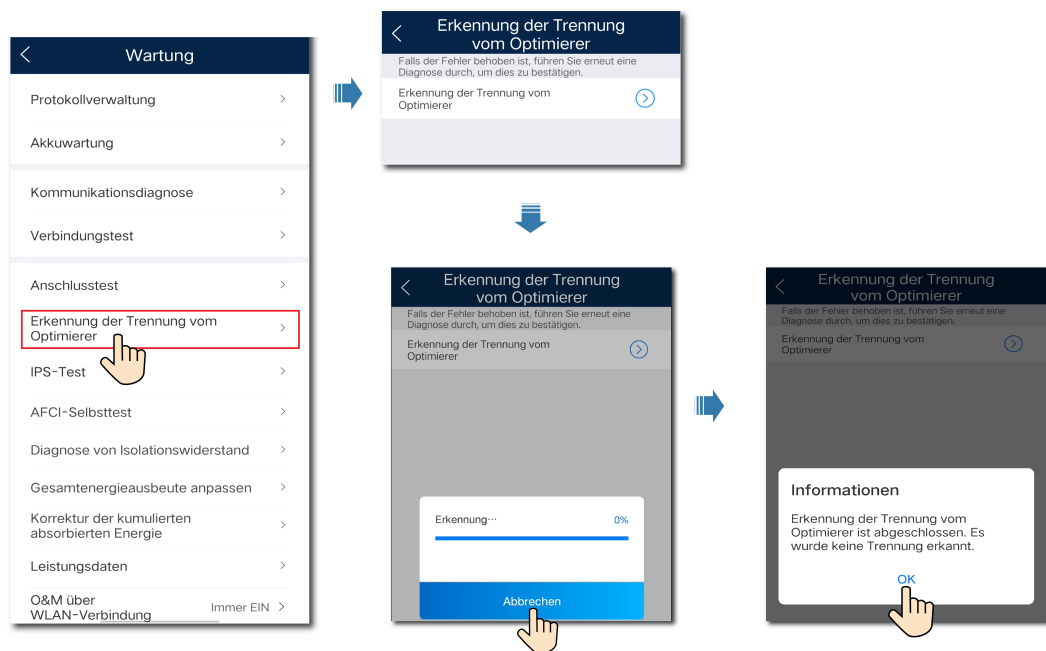 Wartung
Protokollverwaltung
Akkuwartung
Kommunikationsdiagnose
Verbindungstest
Anschlusstest
Erkennung der Trennung vom
Optimierer
IPS-Test
AFCI-Selbsttest
Diagnose von Isolationswiderstand
Gesamtenergieausbeute anpassen
Korrektur der kumulierten
absorbierten Energie
Leistungsdaten
O&M über
WLAN-Verbindung
Immer EIN
Erkennung der Trennung
vom Optimierer
Falls der Fehler behoben ist, führen Sie erneut eine
Diagnose durch, um dies zu bestätigen.
Erkennung der Trennung vom
Optimierer
Erkennung der Trennung
vom Optimierer
Falls der Fehler behoben ist, führen Sie erneut eine
Diagnose durch, um dies zu bestätigen.
Erkennung der Trennung vom
Optimierer
Erkennung··· 0%
Abbrechen
Erkennung der Trennung
vom Optimierer
Falls der Fehler behoben ist, führen Sie erneut eine
Diagnose durch, um dies zu bestätigen.
Erkennung der Trennung vom
Optimierer
Informationen
Erkennung der Trennung vom
Optimierer ist abgeschlossen. Es
wurde keine Trennung erkannt.
OK